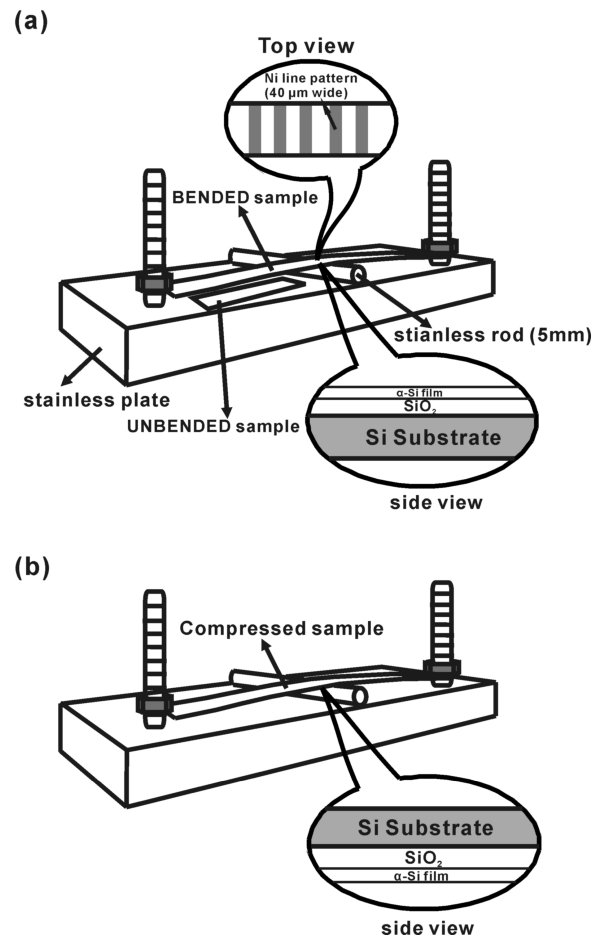 (a)
Top view
Ni line pattern
(40 μm wide)
BENDED sample
stianless rod (5mm)
stainless plate
UNBENDED sample
α-Si film
SiO₂
Si Substrate
side view
(b)
Compressed sample
Si Substrate
SiO₂
α-Si film
side view